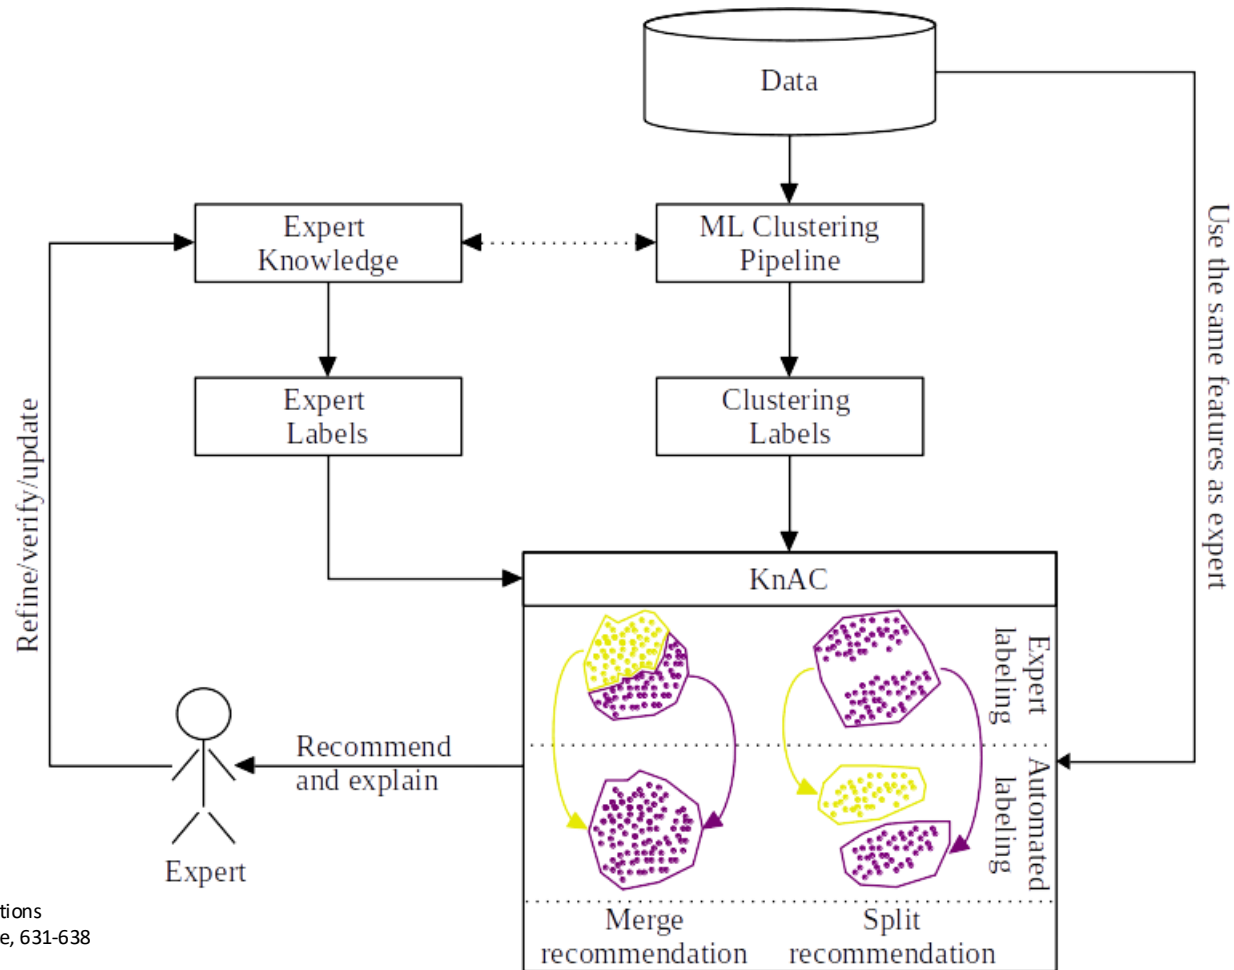 Data
Expert
Knowledge
ML Clustering
Pipeline
Use the same features as expert
Expert
Labels
Clustering
Labels
Refine/verify/update
KnAC
Expert
labeling
Recommend
and explain
Automated
labeling
Expert
Merge
recommendation
Split
recommendation
tions
e, 631-638